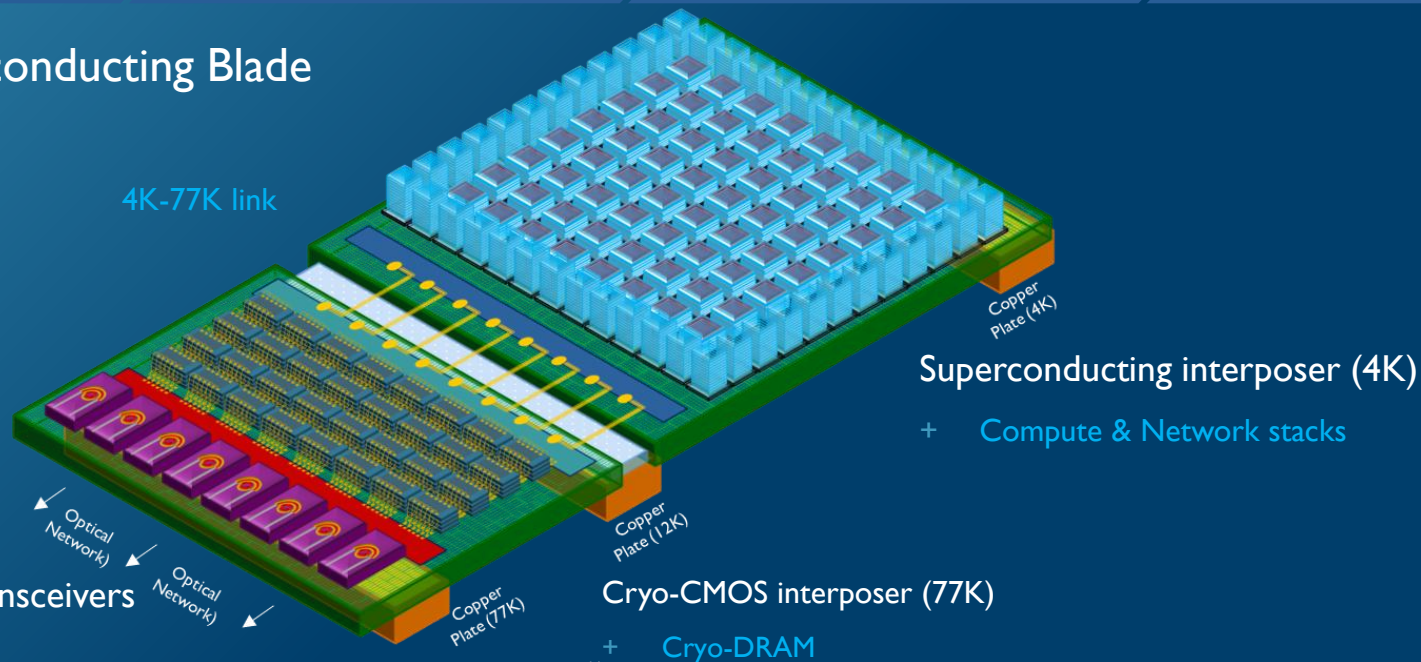 conducting Blade
4K-77K link
Copper
Plate (4K)
Superconducting interposer (4K)
+ Compute & Network stacks
Copper
Plate (12K)
Optical
Network)
Optical
Network)
nsceivers
Copper
Plate (77K)
Cryo-CMOS interposer (77K)
+ Cryo-DRAM